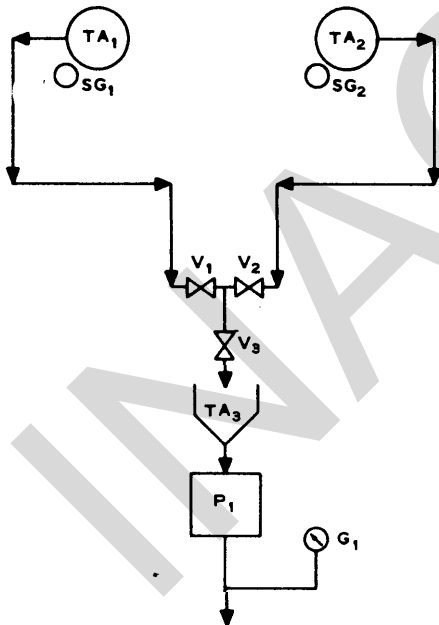 TA₁
TA₂
SG₁
SG₂
V₁
V₂
V₃
TA₃
P₁
G₁